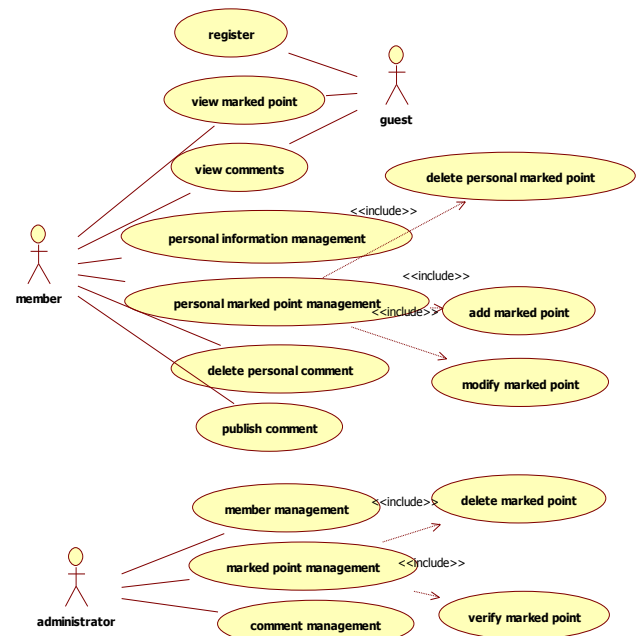 register
view marked point
guest
view comments
delete personal marked point
<<include>>
personal information management
member
<<include>>
personal marked point management
<<include>>
add marked point
delete personal comment
modify marked point
publish comment
member management
<<include>>
delete marked point
marked point management
<<include>>
administrator
comment management
verify marked point